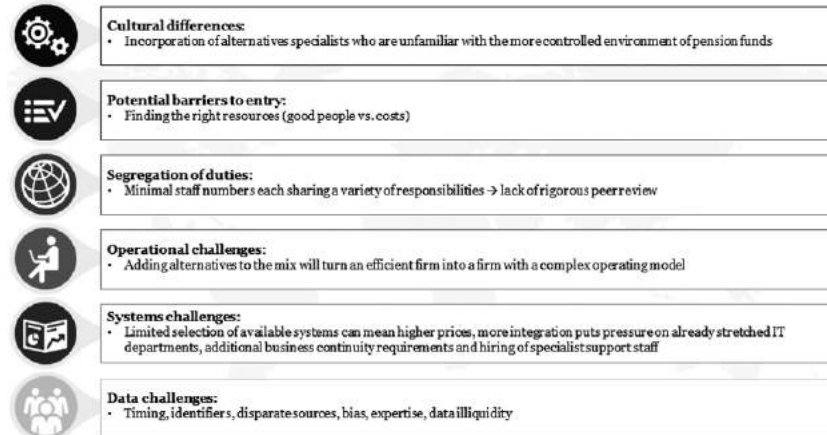 Cultural differences:
• Incorporation of alternatives specialists who are unfamiliar with the more controlled environment of pension funds
Potential barriers to entry:
• Finding the right resources (good people vs. costs)
Segregation of duties:
• Minimal staff numbers each sharing a variety of responsibilities → lack of rigorous peer review
Operational challenges:
• Adding alternatives to the mix will turn an efficient firm into a firm with a complex operating model
Systems challenges:
• Limited selection of available systems can mean higher prices, more integration puts pressure on already stretched IT
departments, additional business continuity requirements and hiring of specialist support staff
Data challenges:
• Timing, identifiers, disparate sources, bias, expertise, data illiquidity